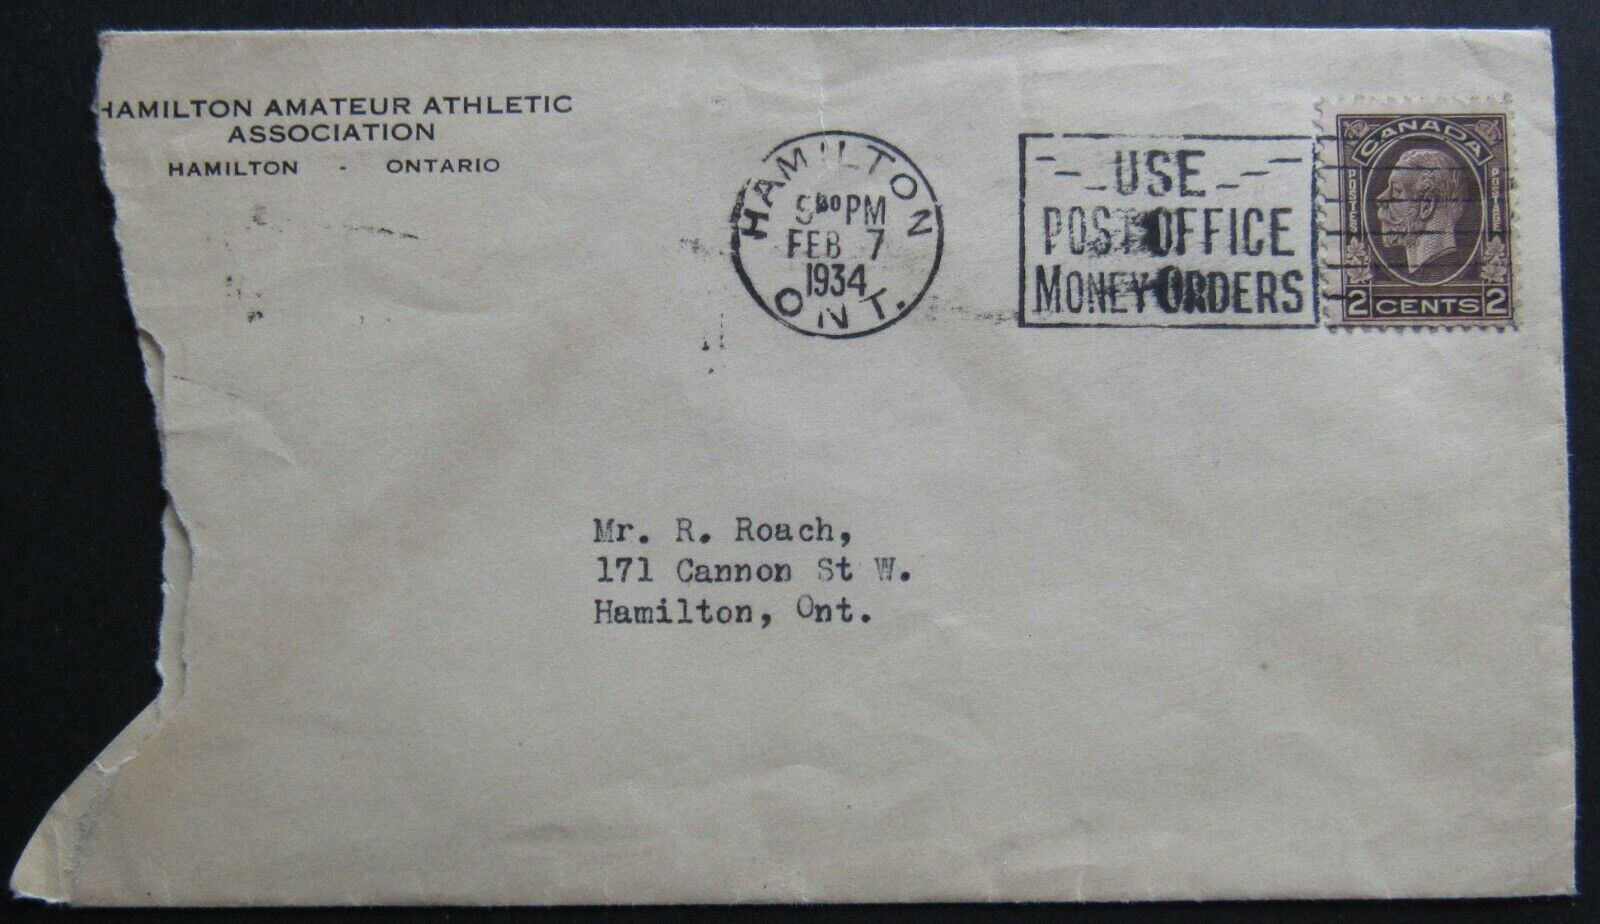 HAMILTON AMATEUR ATHLETIC
ASSOCIATION
HAMILTON - ONTARIO
HAMILTON
PM
FEB 7
1934
ONT.
USE
POST OFFICE
MONEY ORDERS
CANADA
POSTES
POSTAGE
2 CENTS 2
Mr. R. Roach,
171 Cannon St W.
Hamilton, Ont.